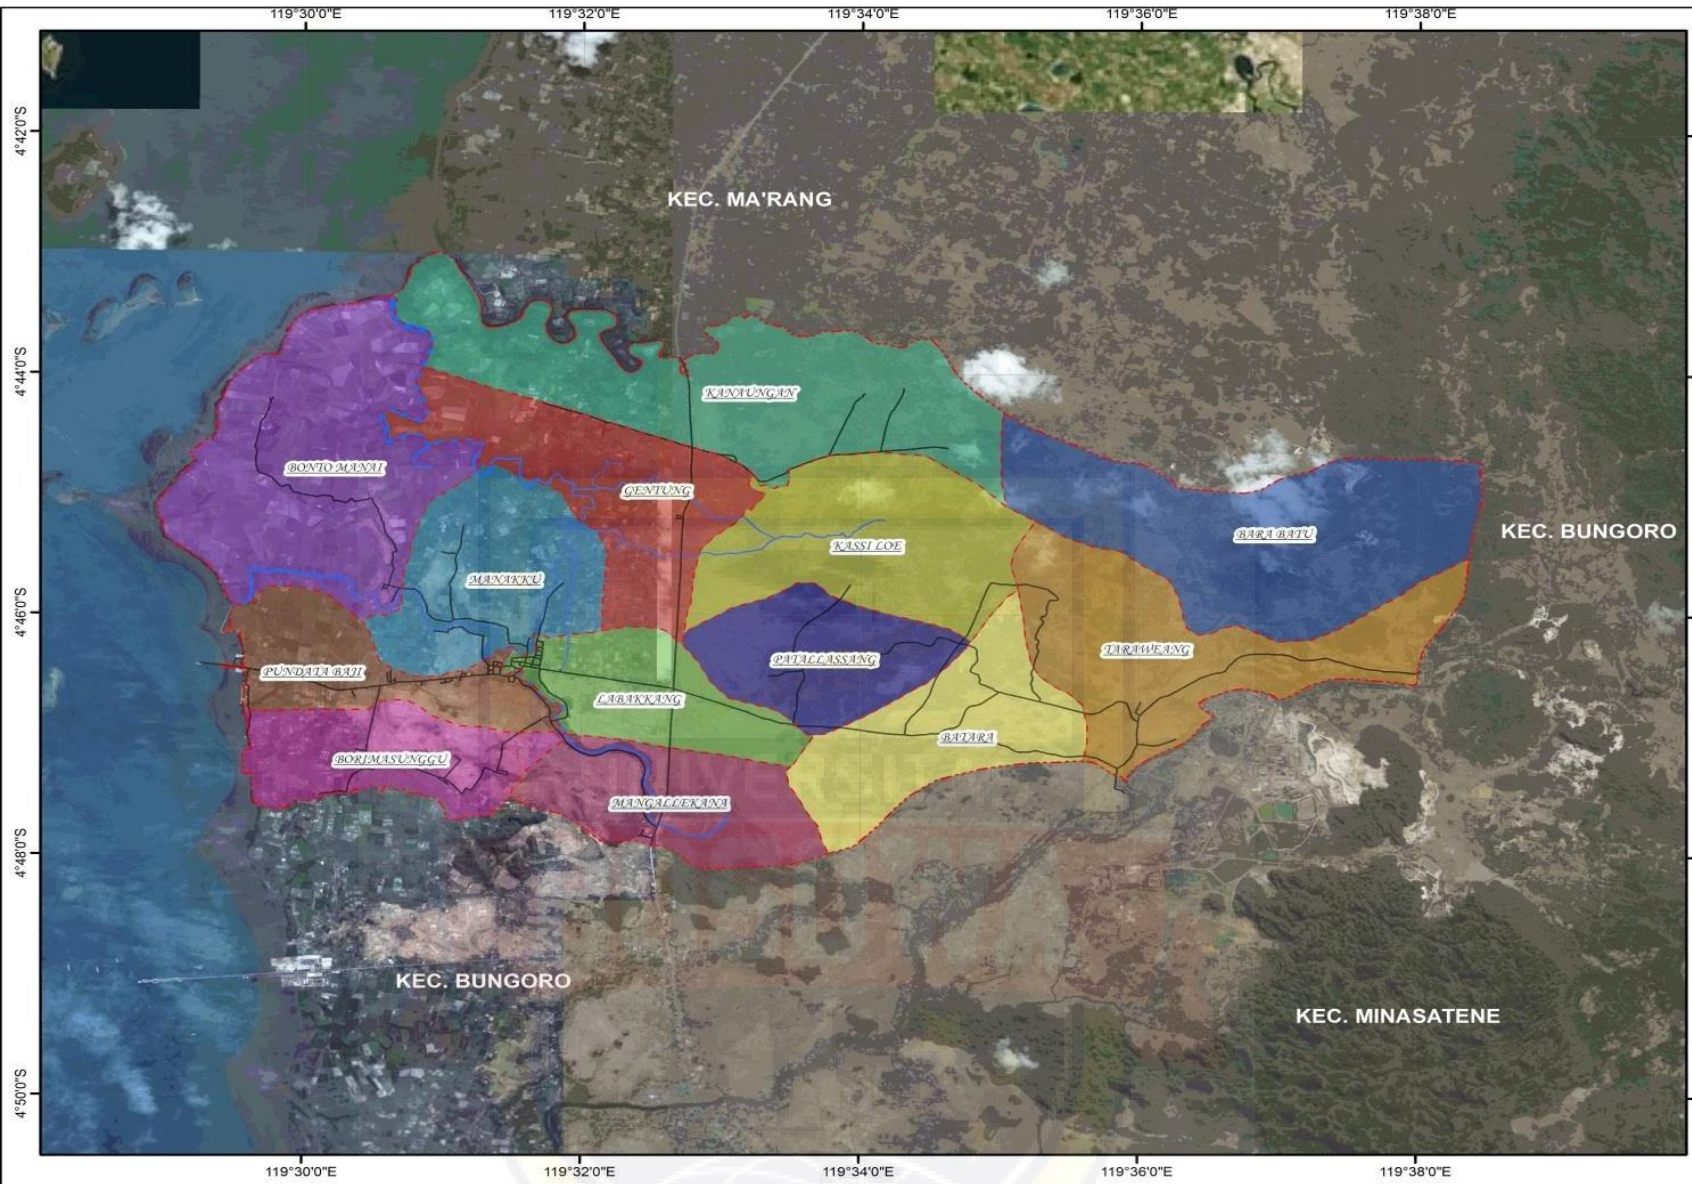 119°30'0"E
119°32'0"E
119°34'0"E
119°36'0"E
119°38'0"E
4°42'0"S
KEC. MA'RANG
4°44'0"S
KANAUNGAN
BONTO MANAI
GENTUNG
KEC. BUNGORO
BARA BATU
KASSI LOE
MANAKKU
4°46'0"S
TARAWEANG
PATALLASSANG
PUNDATA BAJI
LABAKKANG
BATARA
BORIMASUNGGU
MANGALLEKANA
4°48'0"S
KEC. BUNGORO
KEC. MINASATENE
4°50'0"S
119°30'0"E
119°32'0"E
119°34'0"E
119°36'0"E
119°38'0"E